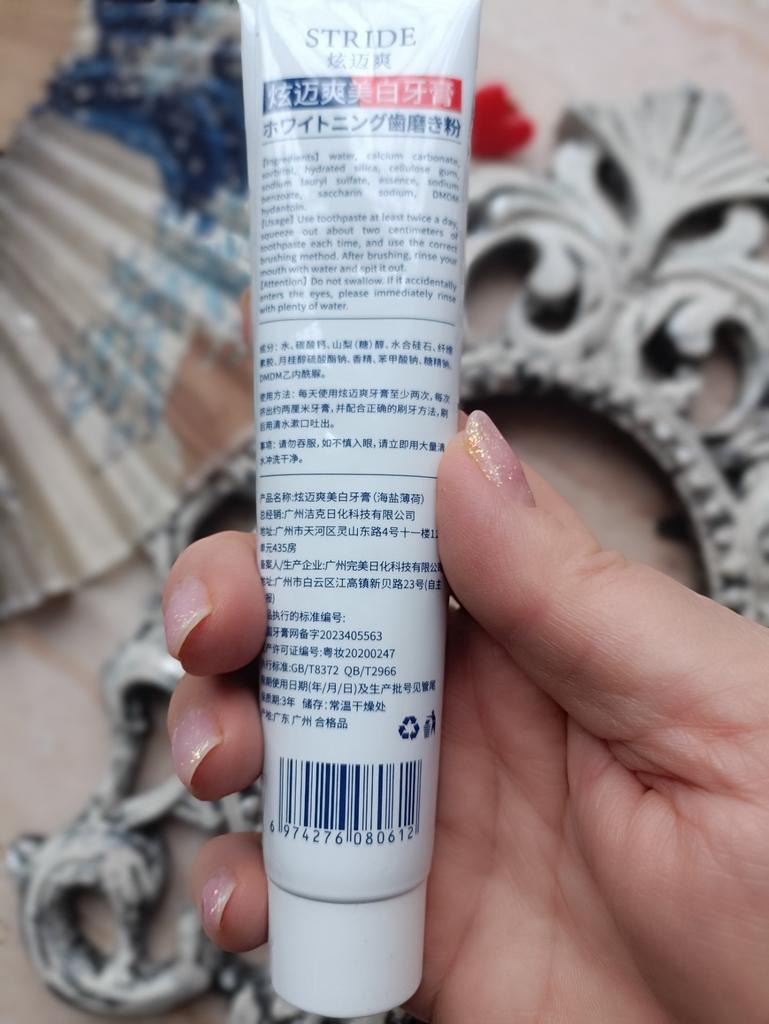 STRIDE
炫迈爽
炫迈爽美白牙膏
ホワイトニング歯磨き粉
【Ingredients】 water, calcium carbonate,
sorbitol, hydrated silica, cellulose gum,
sodium lauryl sulfate, essence, sodium
benzoate, saccharin sodium, DMDM
hydantoin.
【Usage】 Use toothpaste at least twice a day,
squeeze out about two centimeters of
toothpaste each time, and use the correct
brushing method. After brushing, rinse your
mouth with water and spit it out.
【Attention】 Do not swallow. If it accidentally
enters the eyes, please immediately rinse
with plenty of water.
成分：水、碳酸钙、山梨（糖）醇、水合硅石、纤维
素胶、月桂醇硫酸酯钠、香精、苯甲酸钠、糖精钠、
DMDM乙内酰脲。
使用方法：每天使用炫迈爽牙膏至少两次，每次
挤出约两厘米牙膏，并配合正确的刷牙方法，刷
后用清水漱口吐出。
事项：请勿吞服，如不慎入眼，请立即用大量清
水冲洗干净。
产品名称:炫迈爽美白牙膏（海盐薄荷）
总经销:广州洁克日化科技有限公司
地址:广州市天河区灵山东路4号十一楼11
单元435房
备案人/生产企业:广州完美日化科技有限公司
地址:广州市白云区江高镇新贝路23号(自主
报)
品执行的标准编号:
国牙膏网备字2023405563
产许可证编号:粤妆20200247
执行标准:GB/T8372 QB/T2966
限期使用日期(年/月/日)及生产批号见管尾
保质期:3年 储存:常温干燥处
产地:广东 广州 合格品
6 974276 080612